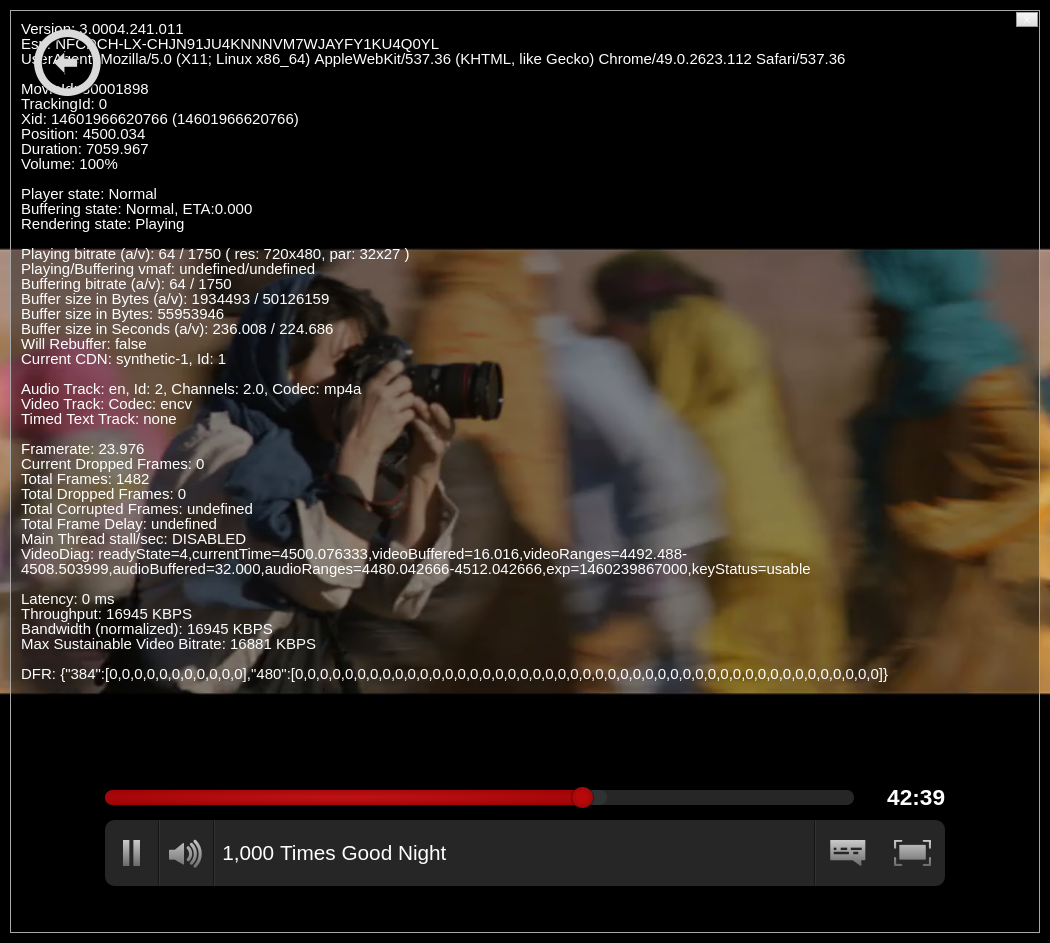 Version: 3.0004.241.011
Esn: NFCDCH-LX-CHJN91JU4KNNNVM7WJAYFY1KU4Q0YL
UserAgent: Mozilla/5.0 (X11; Linux x86_64) AppleWebKit/537.36 (KHTML, like Gecko) Chrome/49.0.2623.112 Safari/537.36
MovieId: 80001898
TrackingId: 0
Xid: 14601966620766 (14601966620766)
Position: 4500.034
Duration: 7059.967
Volume: 100%
Player state: Normal
Buffering state: Normal, ETA:0.000
Rendering state: Playing
Playing bitrate (a/v): 64 / 1750 ( res: 720x480, par: 32x27 )
Playing/Buffering vmaf: undefined/undefined
Buffering bitrate (a/v): 64 / 1750
Buffer size in Bytes (a/v): 1934493 / 50126159
Buffer size in Bytes: 55953946
Buffer size in Seconds (a/v): 236.008 / 224.686
Will Rebuffer: false
Current CDN: synthetic-1, Id: 1
Audio Track: en, Id: 2, Channels: 2.0, Codec: mp4a
Video Track: Codec: encv
Timed Text Track: none
Framerate: 23.976
Current Dropped Frames: 0
Total Frames: 1482
Total Dropped Frames: 0
Total Corrupted Frames: undefined
Total Frame Delay: undefined
Main Thread stall/sec: DISABLED
VideoDiag: readyState=4,currentTime=4500.076333,videoBuffered=16.016,videoRanges=4492.488-
4508.503999,audioBuffered=32.000,audioRanges=4480.042666-4512.042666,exp=1460239867000,keyStatus=usable
Latency: 0 ms
Throughput: 16945 KBPS
Bandwidth (normalized): 16945 KBPS
Max Sustainable Video Bitrate: 16881 KBPS
DFR: {"384":[0,0,0,0,0,0,0,0,0,0,0],"480":[0,0,0,0,0,0,0,0,0,0,0,0,0,0,0,0,0,0,0,0,0,0,0,0,0,0,0,0,0,0,0,0,0,0,0,0,0,0,0,0,0,0,0,0,0,0,0]}
42:39
1,000 Times Good Night